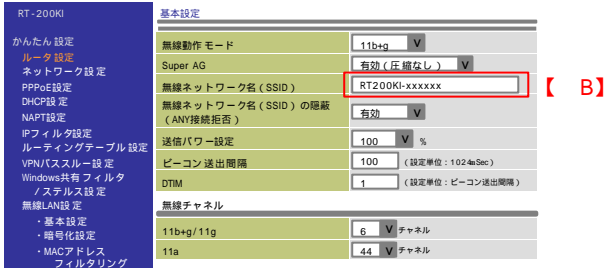 RT-200KI
かんたん設定
ルータ設定
ネットワーク設定
PPPoE設定
DHCP設定
NAPT設定
IPフィルタ設定
ルーティングテーブル設定
VPNパススルー設定
Windows共有フィルタ
/ステルス設定
無線LAN設定
・基本設定
・暗号化設定
・MACアドレス
フィルタリング
基本設定
無線動作モード 11b+g V
Super AG 有効(圧縮なし) V
無線ネットワーク名(SSID) RT200KI-xxxxxx 【 B】
無線ネットワーク名(SSID)の隠蔽
(ANY接続拒否) 有効 V
送信パワー設定 100 V %
ビーコン送出間隔 100 (設定単位:1024mSec)
DTIM 1 (設定単位:ビーコン送出間隔)
無線チャネル
11b+g/11g 6 V チャネル
11a 44 V チャネル